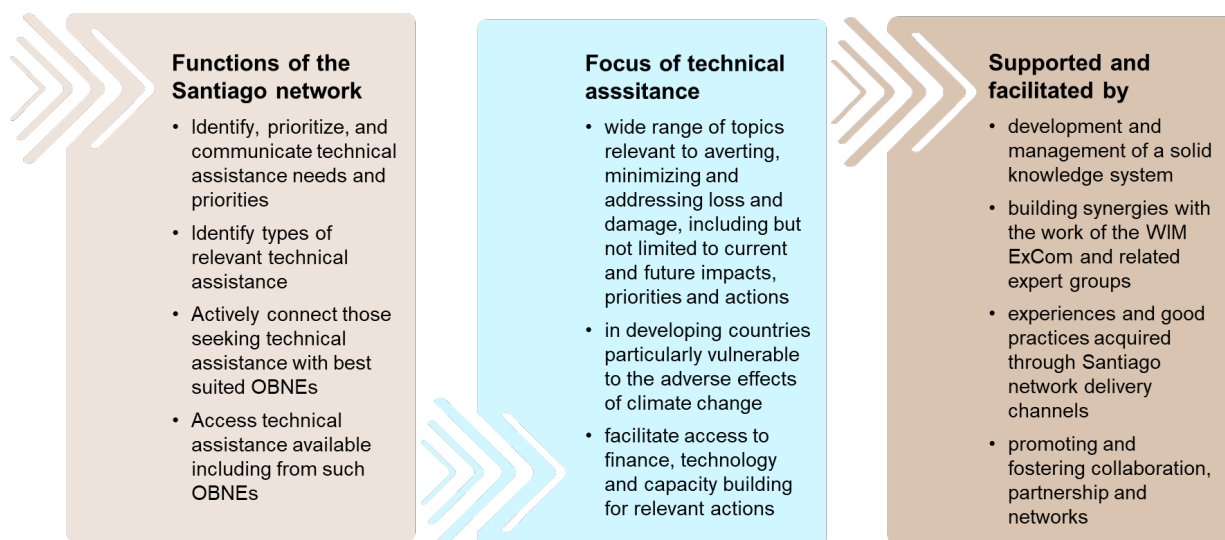 Functions of the
Santiago network
• Identify, prioritize, and
communicate technical
assistance needs and
priorities
• Identify types of
relevant technical
assistance
• Actively connect those
seeking technical
assistance with best
suited OBNEs
• Access technical
assistance available
including from such
OBNEs
Focus of technical
asssitance
• wide range of topics
relevant to averting,
minimizing and
addressing loss and
damage, including but
not limited to current
and future impacts,
priorities and actions
• in developing countries
particularly vulnerable
to the adverse effects
of climate change
• facilitate access to
finance, technology
and capacity building
for relevant actions
Supported and
facilitated by
• development and
management of a solid
knowledge system
• building synergies with
the work of the WIM
ExCom and related
expert groups
• experiences and good
practices acquired
through Santiago
network delivery
channels
• promoting and
fostering collaboration,
partnership and
networks